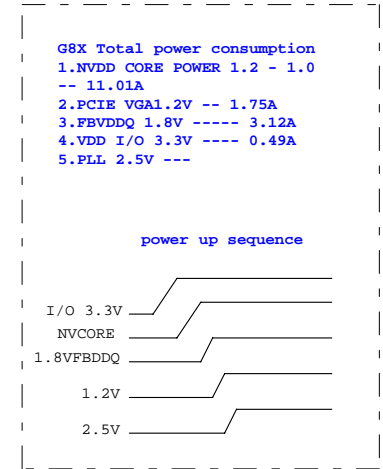 G8X Total power consumption
1.NVDD CORE POWER 1.2 - 1.0
-- 11.01A
2.PCIE VGA1.2V -- 1.75A
3.FBVDDQ 1.8V ----- 3.12A
4.VDD I/O 3.3V ---- 0.49A
5.PLL 2.5V ---
power up sequence
I/O 3.3V
NVCORE
1.8VFBDDQ
1.2V
2.5V